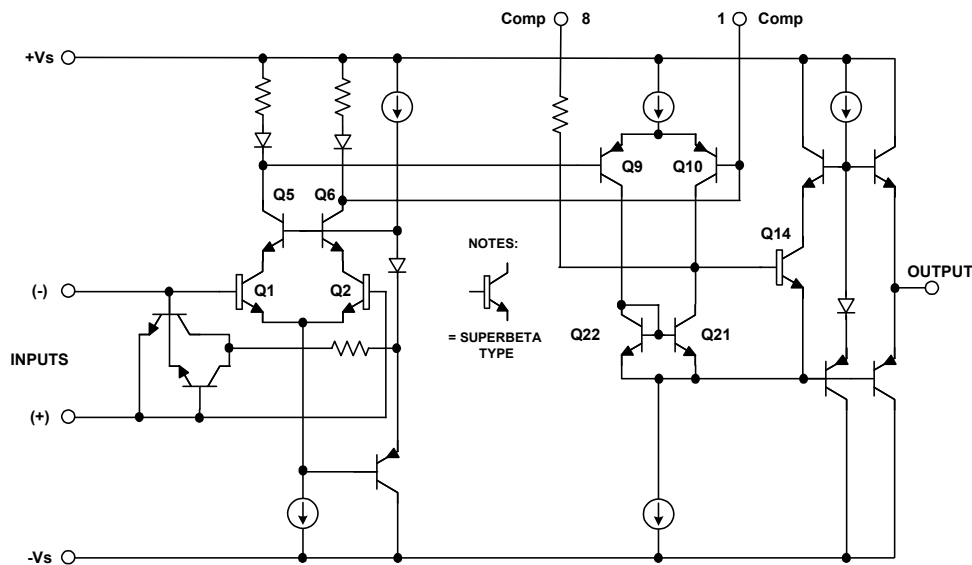 Comp 8 1 Comp
+Vs
Q9 Q10
Q5 Q6
Q14
NOTES:
OUTPUT
(-)
Q1 Q2
= SUPERBETA
TYPE
Q22 Q21
INPUTS
(+)
-Vs